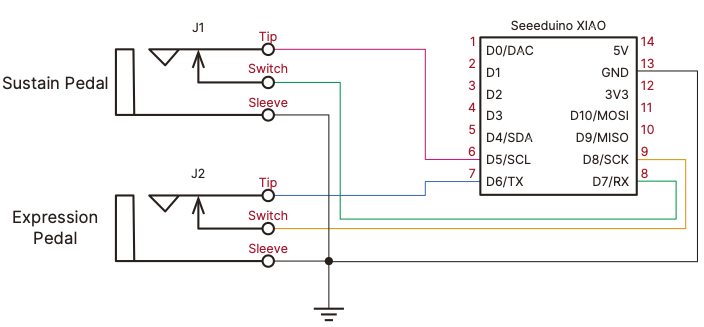 J1
Seeeduino XIAO
Tip
Switch
Sleeve
Sustain Pedal
1 D0/DAC 5V 14
2 D1 GND 13
3 D2 3V3 12
4 D3 D10/MOSI 11
5 D4/SDA D9/MISO 10
6 D5/SCL D8/SCK 9
7 D6/TX D7/RX 8
J2
Tip
Switch
Sleeve
Expression
Pedal